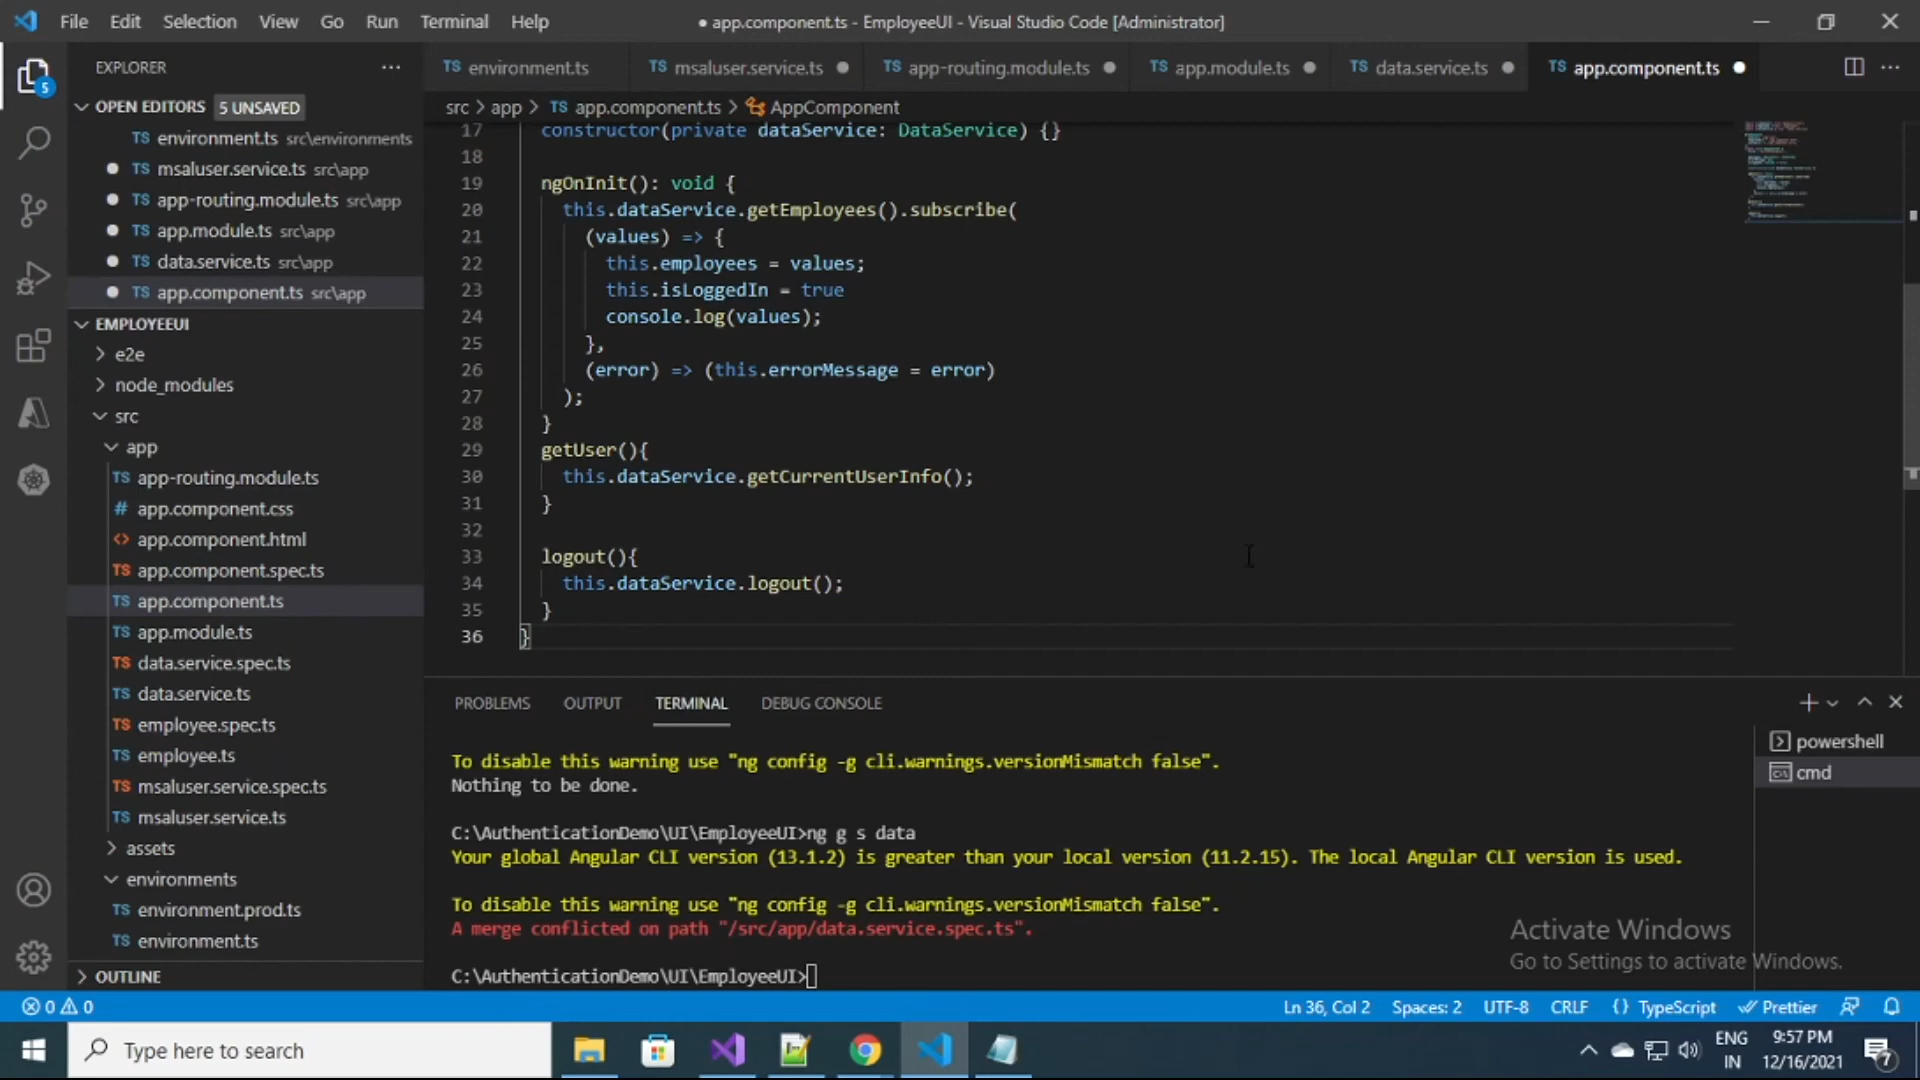 File Edit Selection View Go Run Terminal Help
● app.component.ts - EmployeeUI - Visual Studio Code [Administrator]
EXPLORER
TS environment.ts
TS msaluser.service.ts
TS app-routing.module.ts
TS app.module.ts
TS data.service.ts
TS app.component.ts
OPEN EDITORS 5 UNSAVED
TS environment.ts src\environments
TS msaluser.service.ts src\app
TS app-routing.module.ts src\app
TS app.module.ts src\app
TS data.service.ts src\app
TS app.component.ts src\app
5
EMPLOYEEUI
e2e
node_modules
src
app
TS app-routing.module.ts
# app.component.css
<> app.component.html
TS app.component.spec.ts
TS app.component.ts
TS app.module.ts
TS data.service.spec.ts
TS data.service.ts
TS employee.spec.ts
TS employee.ts
TS msaluser.service.spec.ts
TS msaluser.service.ts
assets
environments
TS environment.prod.ts
TS environment.ts
OUTLINE
src > app > TS app.component.ts > AppComponent
17 constructor(private dataService: DataService) {}
18
19 ngOnInit(): void {
20 this.dataService.getEmployees().subscribe(
21 (values) => {
22 this.employees = values;
23 this.isLoggedIn = true
24 console.log(values);
25 },
26 (error) => (this.errorMessage = error)
27 );
28 }
29 getUser(){
30 this.dataService.getCurrentUserInfo();
31 }
32
33 logout(){
34 this.dataService.logout();
35 }
36 }
PROBLEMS OUTPUT TERMINAL DEBUG CONSOLE
powershell
cmd
To disable this warning use "ng config -g cli.warnings.versionMismatch false".
Nothing to be done.
C:\AuthenticationDemo\UI\EmployeeUI>ng g s data
Your global Angular CLI version (13.1.2) is greater than your local version (11.2.15). The local Angular CLI version is used.
To disable this warning use "ng config -g cli.warnings.versionMismatch false".
A merge conflicted on path "/src/app/data.service.spec.ts".
C:\AuthenticationDemo\UI\EmployeeUI>
Activate Windows
Go to Settings to activate Windows.
0 0
Ln 36, Col 2 Spaces: 2 UTF-8 CRLF {} TypeScript Prettier
Type here to search
ENG
IN
9:57 PM
12/16/2021
7